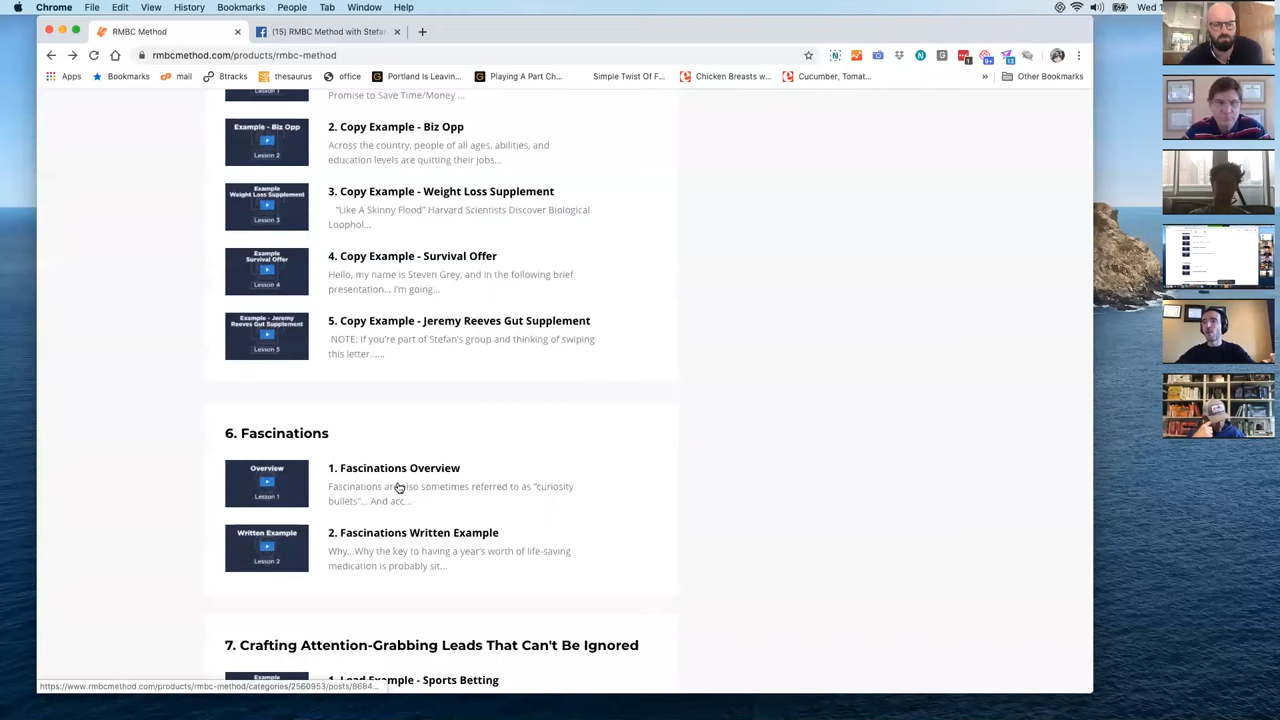 Chrome File Edit View History Bookmarks People Tab Window Help
Wed 1
RMBC Method
(15) RMBC Method with Stefan
rmbcmethod.com/products/rmbc-method
Apps Bookmarks mail 8tracks thesaurus office Portland Is Leavin... Playing A Part Ch... Simple Twist Of F... Chicken Breasts w... Cucumber, Tomat... » Other Bookmarks
Promise to Save Time/Money ...
Example - Biz Opp
Lesson 2
2. Copy Example - Biz Opp
Across the country, people of all ages, abilities, and
education levels are quitting their jobs...
Example
Weight Loss Supplement
Lesson 3
3. Copy Example - Weight Loss Supplement
"Like A Skinny Flood" Harvard Scientists Discover Biological
Loophol...
Example
Survival Offer
Lesson 4
4. Copy Example - Survival Offer
Hello, my name is Steven Grey, and in the following brief
presentation... I'm going...
Example - Jeremy
Reeves Gut Supplement
Lesson 5
5. Copy Example - Jeremy Reeves Gut Supplement
NOTE: If you're part of Stefan's group and thinking of swiping
this letter......
6. Fascinations
Overview
Lesson 1
1. Fascinations Overview
Fascinations are also sometimes referred to as "curiosity
bullets"... And acc...
Written Example
Lesson 2
2. Fascinations Written Example
Why...Why the key to having a year's worth of life-saving
medication is probably sit...
7. Crafting Attention-Grabbing Leads That Can't Be Ignored
Example
1. Lead Example - Sports Betting
https://www.rmbcmethod.com/products/rmbc-method/categories/2560953/posts/8684...